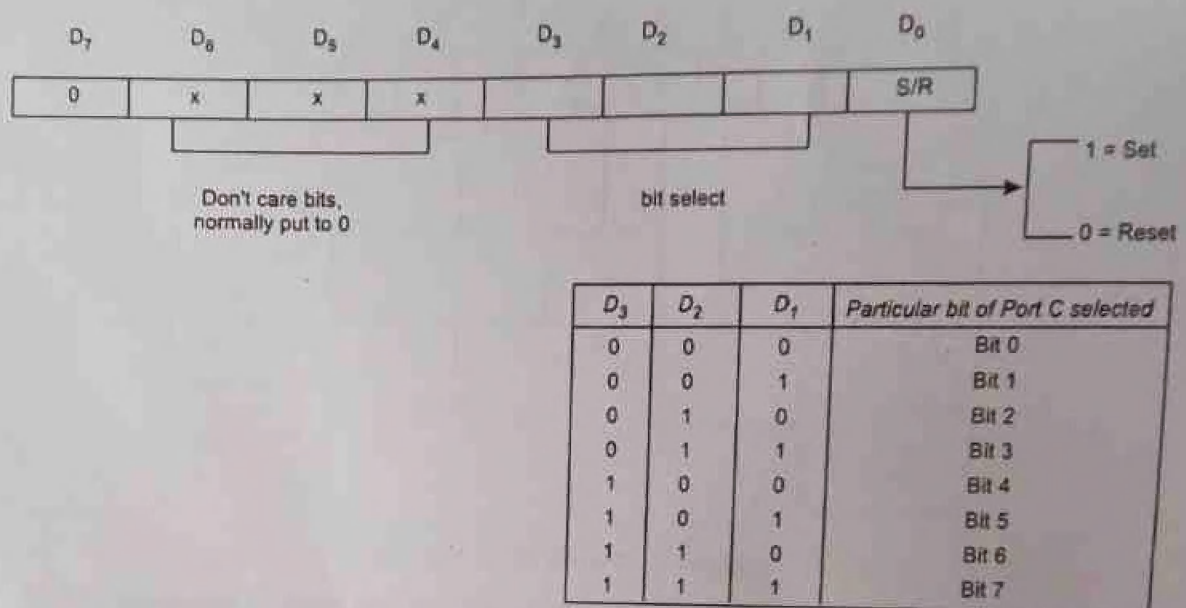 D₇ D₆ D₅ D₄ D₃ D₂ D₁ D₀
0 x x x S/R
1 = Set
Don't care bits,
normally put to 0
bit select
0 = Reset
D₃ D₂ D₁ Particular bit of Port C selected
0 0 0 Bit 0
0 0 1 Bit 1
0 1 0 Bit 2
0 1 1 Bit 3
1 0 0 Bit 4
1 0 1 Bit 5
1 1 0 Bit 6
1 1 1 Bit 7